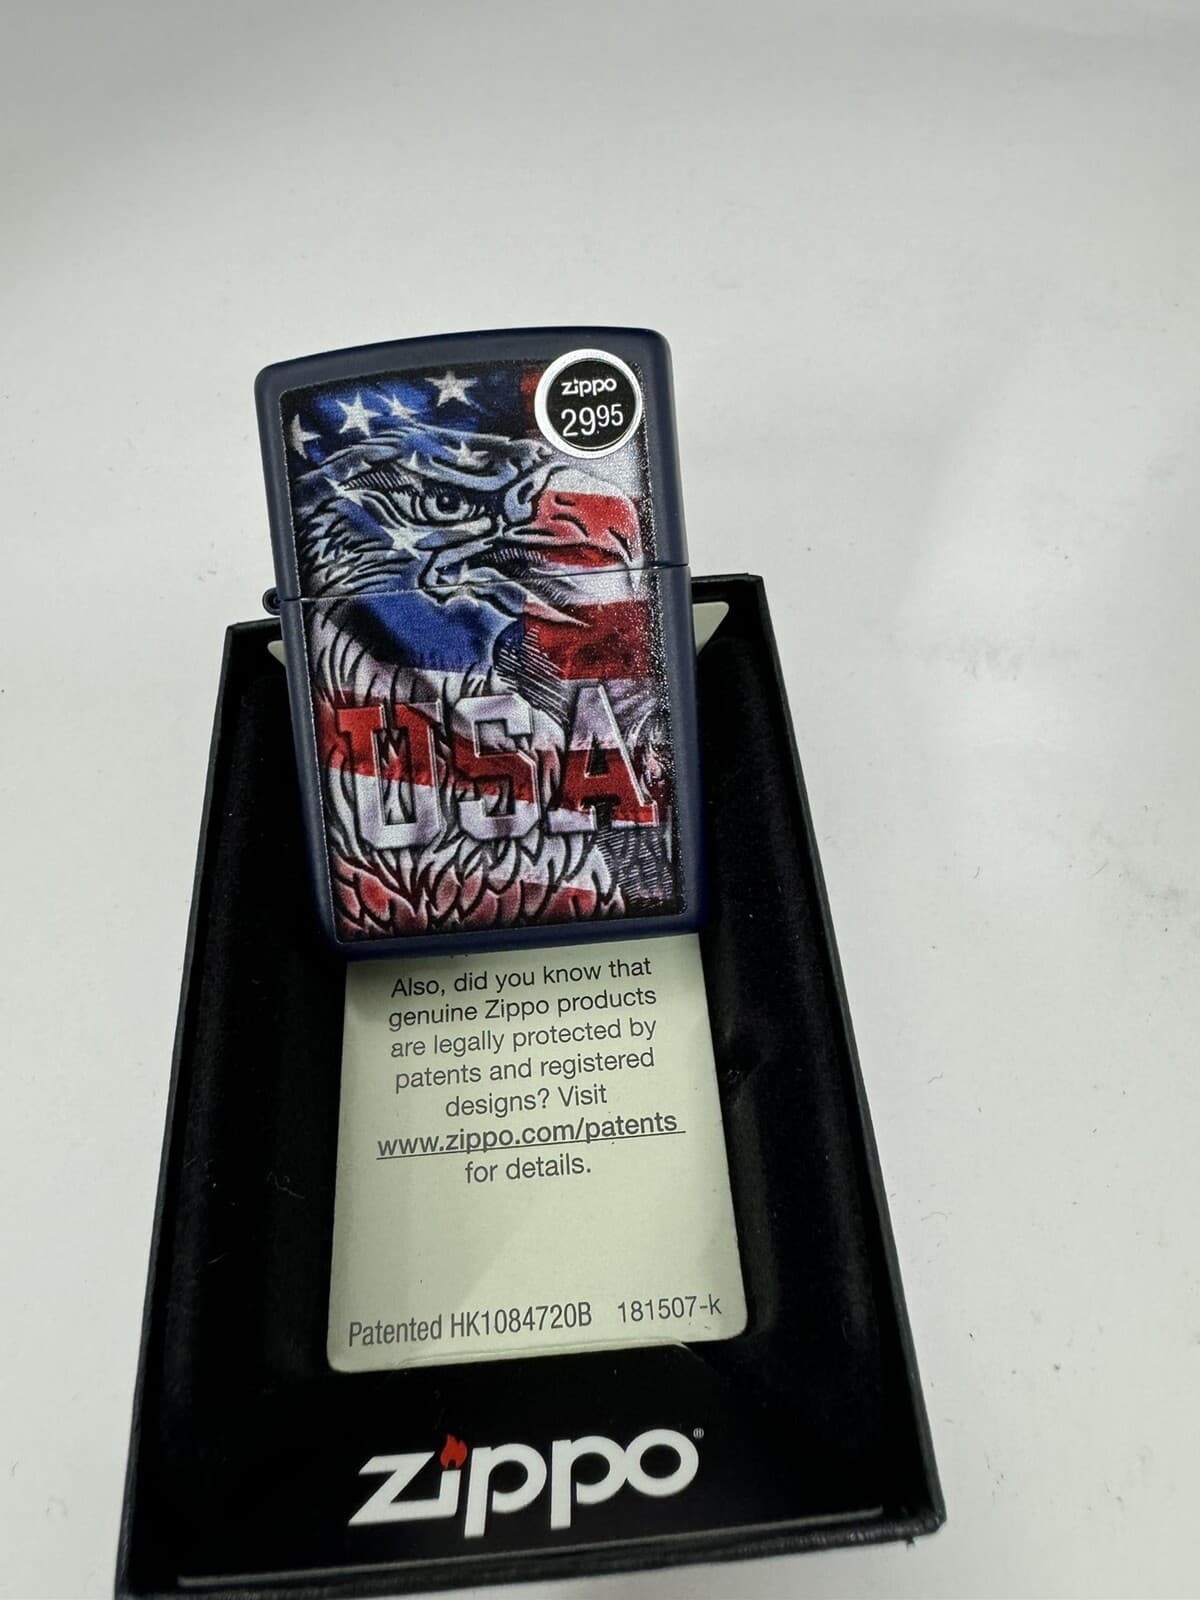 zippo
29.95
USA
Also, did you know that
genuine Zippo products
are legally protected by
patents and registered
designs? Visit
www.zippo.com/patents
for details.
Patented HK1084720B 181507-k
zippo®